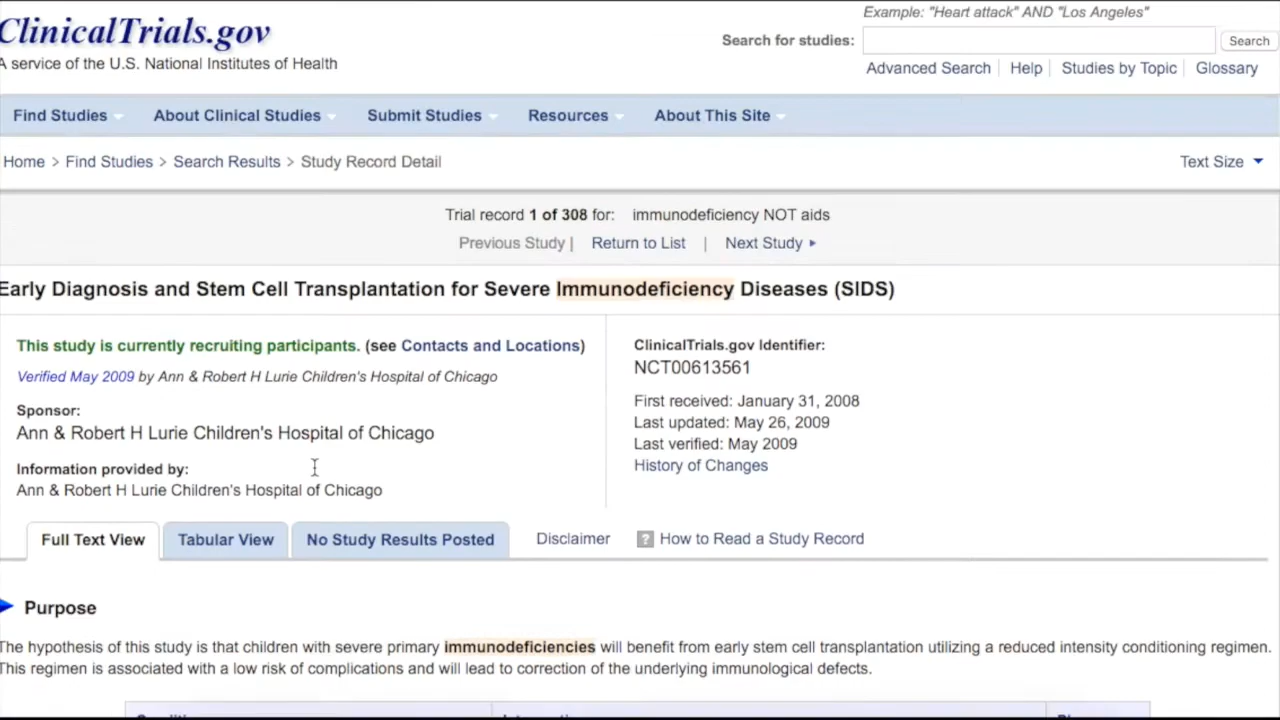 Example: "Heart attack" AND "Los Angeles"
ClinicalTrials.gov
Search for studies:
Search
A service of the U.S. National Institutes of Health
Advanced Search | Help | Studies by Topic | Glossary
Find Studies About Clinical Studies Submit Studies Resources About This Site
Home > Find Studies > Search Results > Study Record Detail
Text Size
Trial record 1 of 308 for: immunodeficiency NOT aids
Previous Study | Return to List | Next Study
Early Diagnosis and Stem Cell Transplantation for Severe Immunodeficiency Diseases (SIDS)
This study is currently recruiting participants. (see Contacts and Locations)
Verified May 2009 by Ann & Robert H Lurie Children's Hospital of Chicago
Sponsor:
Ann & Robert H Lurie Children's Hospital of Chicago
Information provided by:
Ann & Robert H Lurie Children's Hospital of Chicago
ClinicalTrials.gov Identifier:
NCT00613561
First received: January 31, 2008
Last updated: May 26, 2009
Last verified: May 2009
History of Changes
Full Text View Tabular View No Study Results Posted Disclaimer ? How to Read a Study Record
Purpose
The hypothesis of this study is that children with severe primary immunodeficiencies will benefit from early stem cell transplantation utilizing a reduced intensity conditioning regimen.
This regimen is associated with a low risk of complications and will lead to correction of the underlying immunological defects.